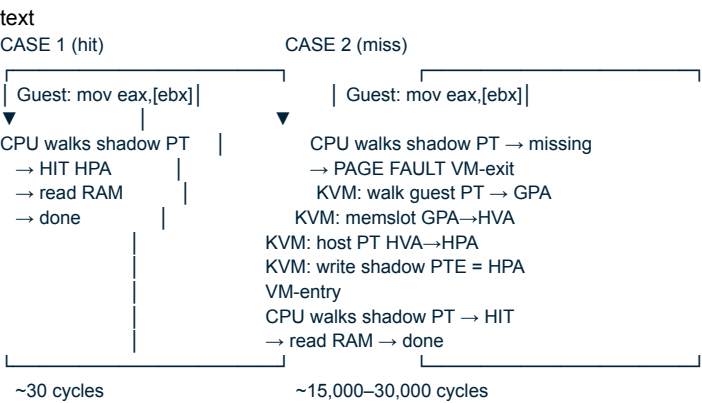 text
CASE 1 (hit) CASE 2 (miss)
┌─────────────────────────┐ ┌─────────────────────────┐
│ Guest: mov eax,[ebx]│ │ Guest: mov eax,[ebx]│
▼ │ ▼
CPU walks shadow PT │ CPU walks shadow PT → missing
→ HIT HPA │ → PAGE FAULT VM-exit
→ read RAM │ KVM: walk guest PT → GPA
→ done │ KVM: memslot GPA→HVA
│ KVM: host PT HVA→HPA
│ KVM: write shadow PTE = HPA
│ VM-entry
│ CPU walks shadow PT → HIT
│ → read RAM → done
└─────────────────────────┘ └─────────────────────────┘
~30 cycles ~15,000–30,000 cycles